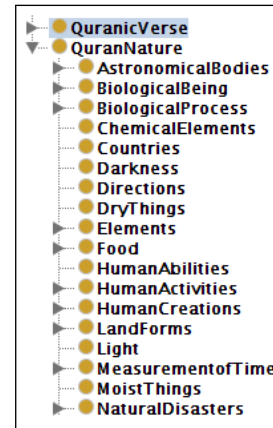 QuranicVerse
QuranNature
AstronomicalBodies
BiologicalBeing
BiologicalProcess
ChemicalElements
Countries
Darkness
Directions
DryThings
Elements
Food
HumanAbilities
HumanActivities
HumanCreations
LandForms
Light
MeasurementofTime
MoistThings
NaturalDisasters